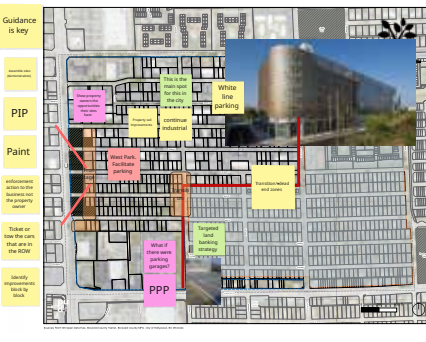 Guidance
is key
PIP
Paint
enforcement
action to the
business not
the property
owner
Ticket or
tow the cars
that are in
the ROW
Identify
improvements
block by
block
This is the
main spot
for this in
the city
White
line
parking
continue
industrial
West Park.
Facilitate
parking
Transition/dead
end zones
Targeted
land
banking
strategy
What if
there were
parking
garages?
PPP